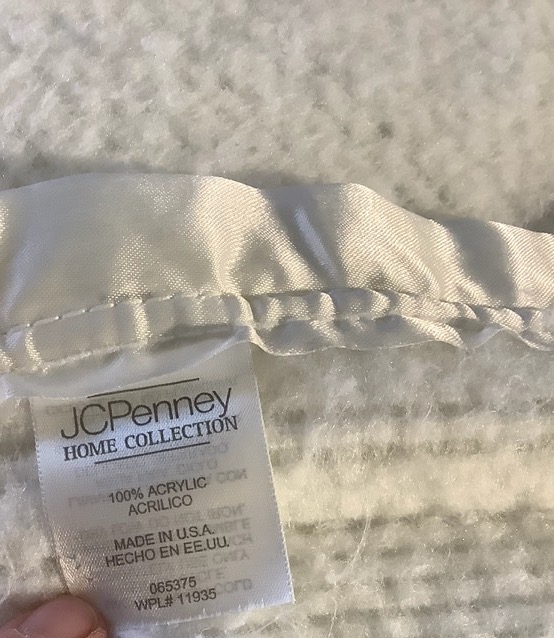 JCPenney
HOME COLLECTION
100% ACRYLIC
ACRILICO
MADE IN U.S.A.
HECHO EN EE.UU.
065375
WPL# 11935